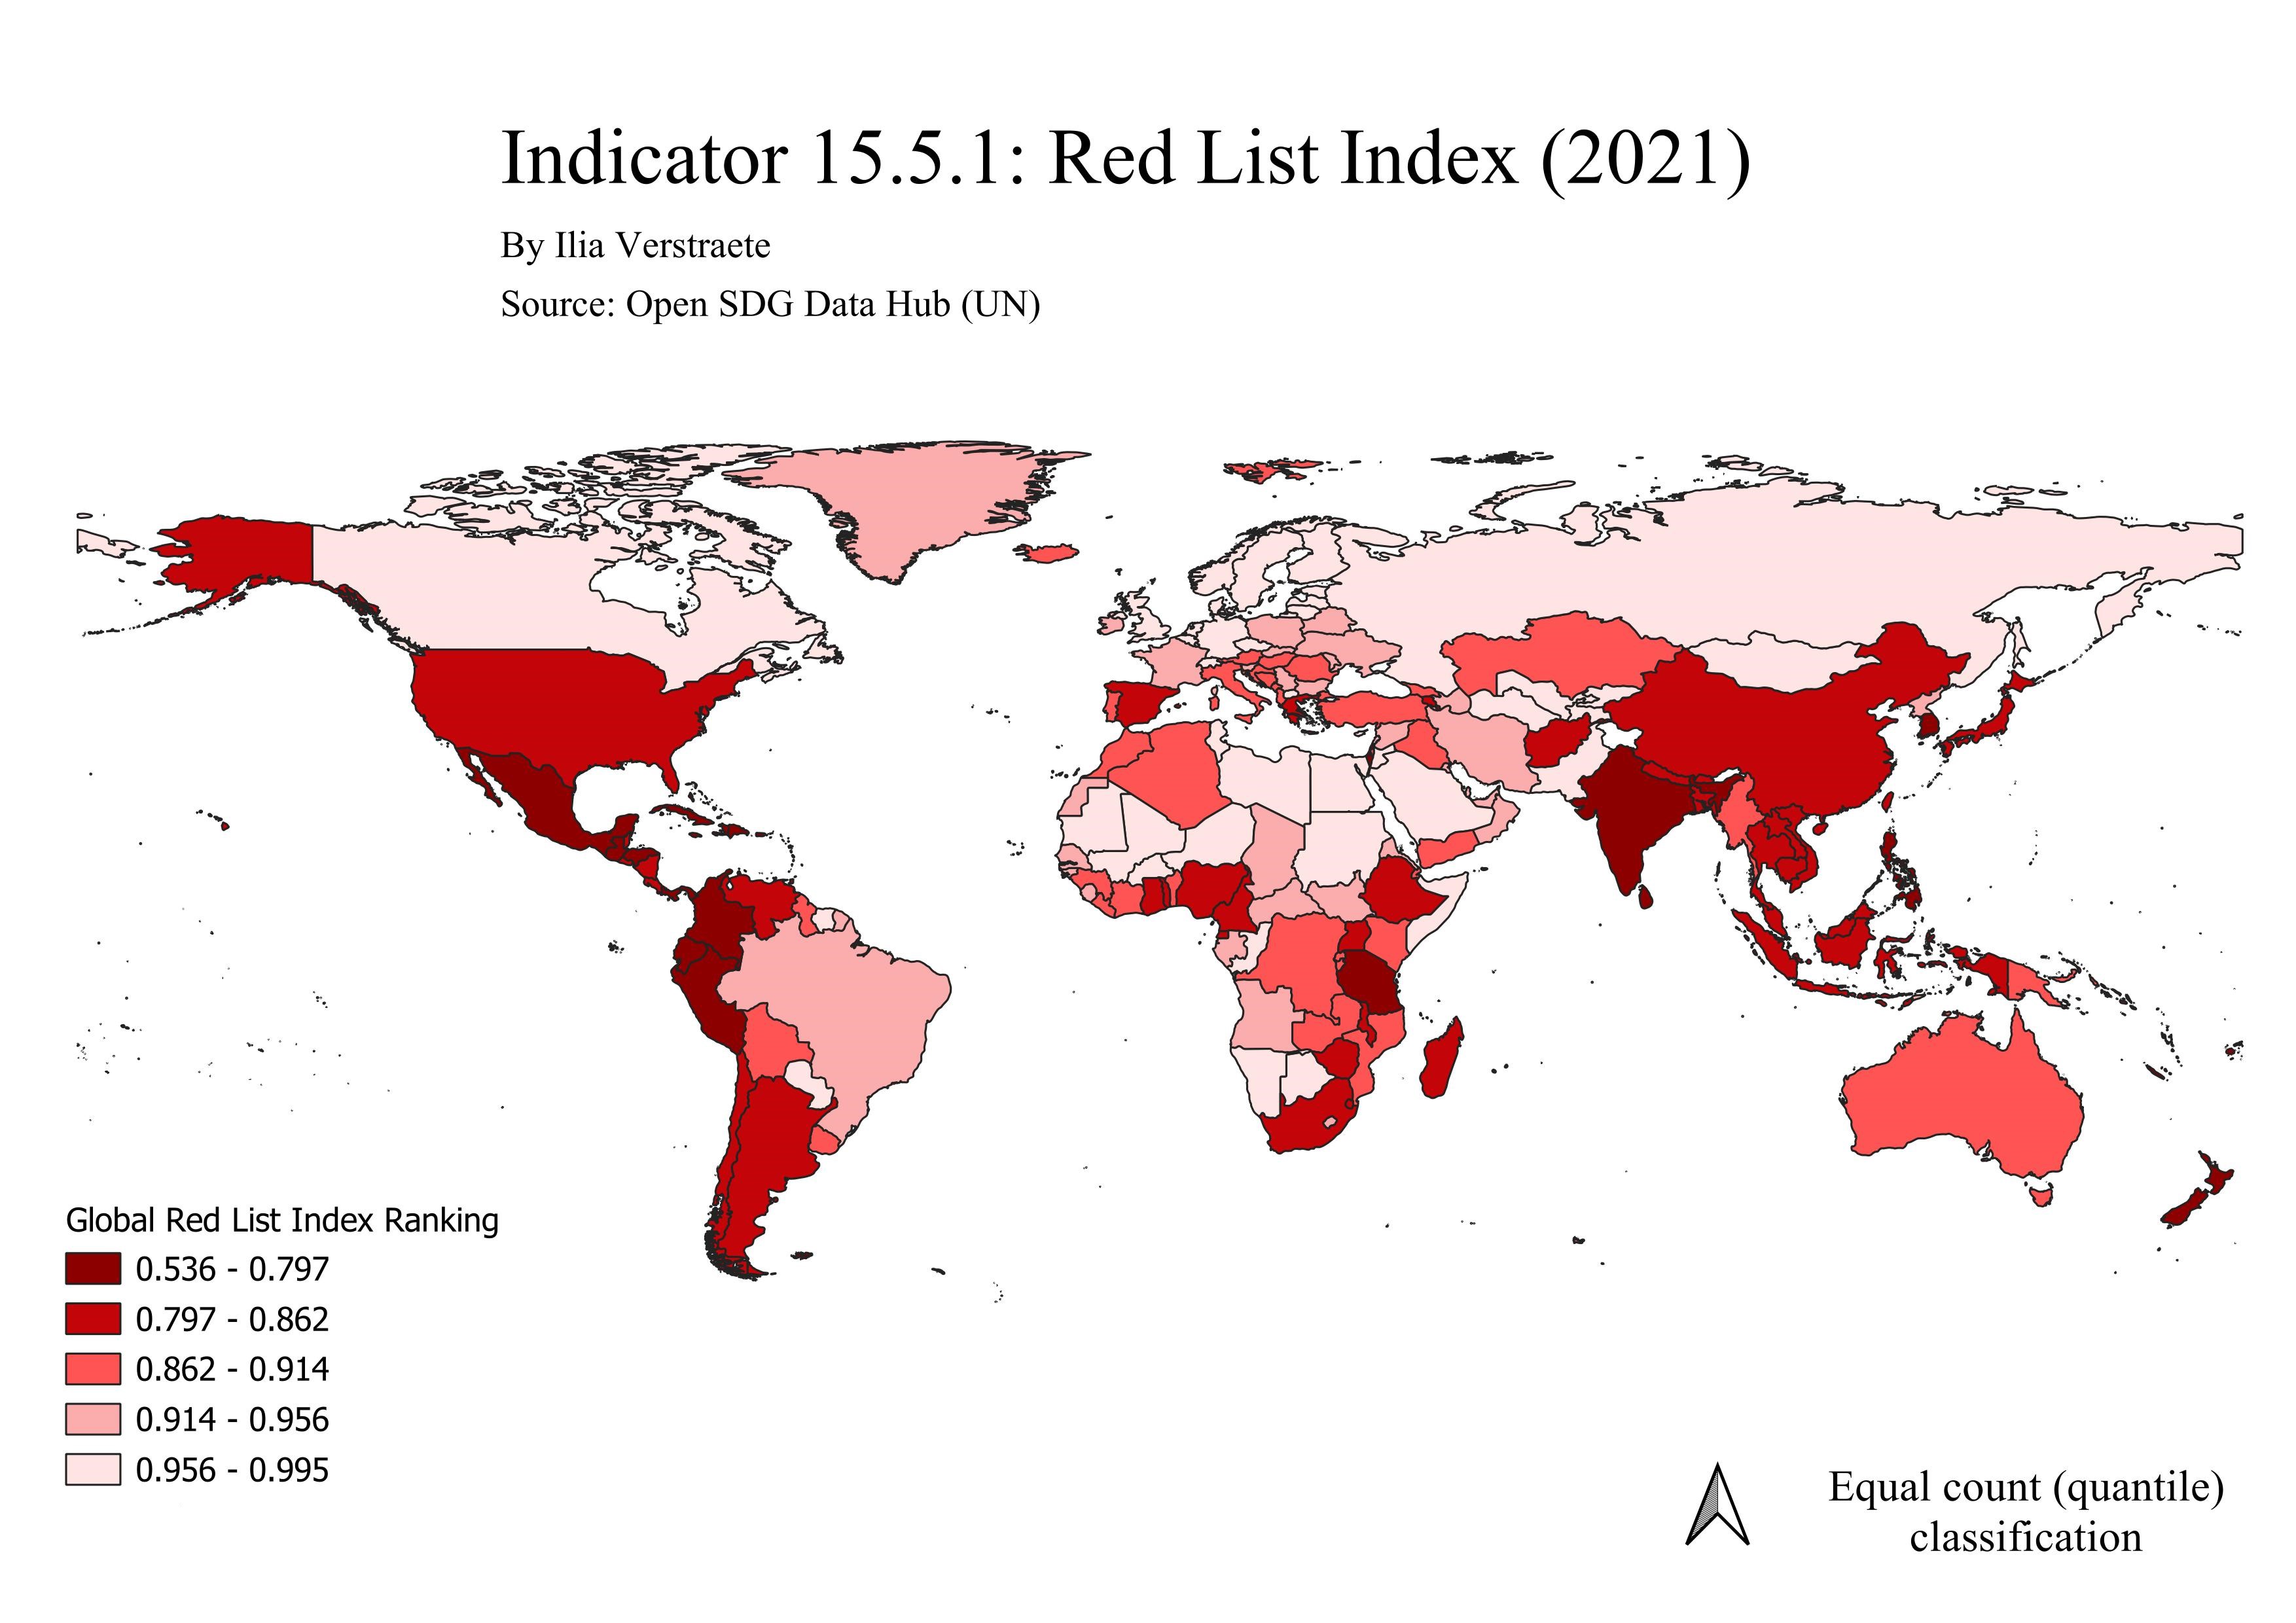 Indicator 15.5.1: Red List Index (2021)
By Ilia Verstraete
Source: Open SDG Data Hub (UN)
Global Red List Index Ranking
0.536 - 0.797
0.797 - 0.862
0.862 - 0.914
0.914 - 0.956
0.956 - 0.995
Equal count (quantile)
classification